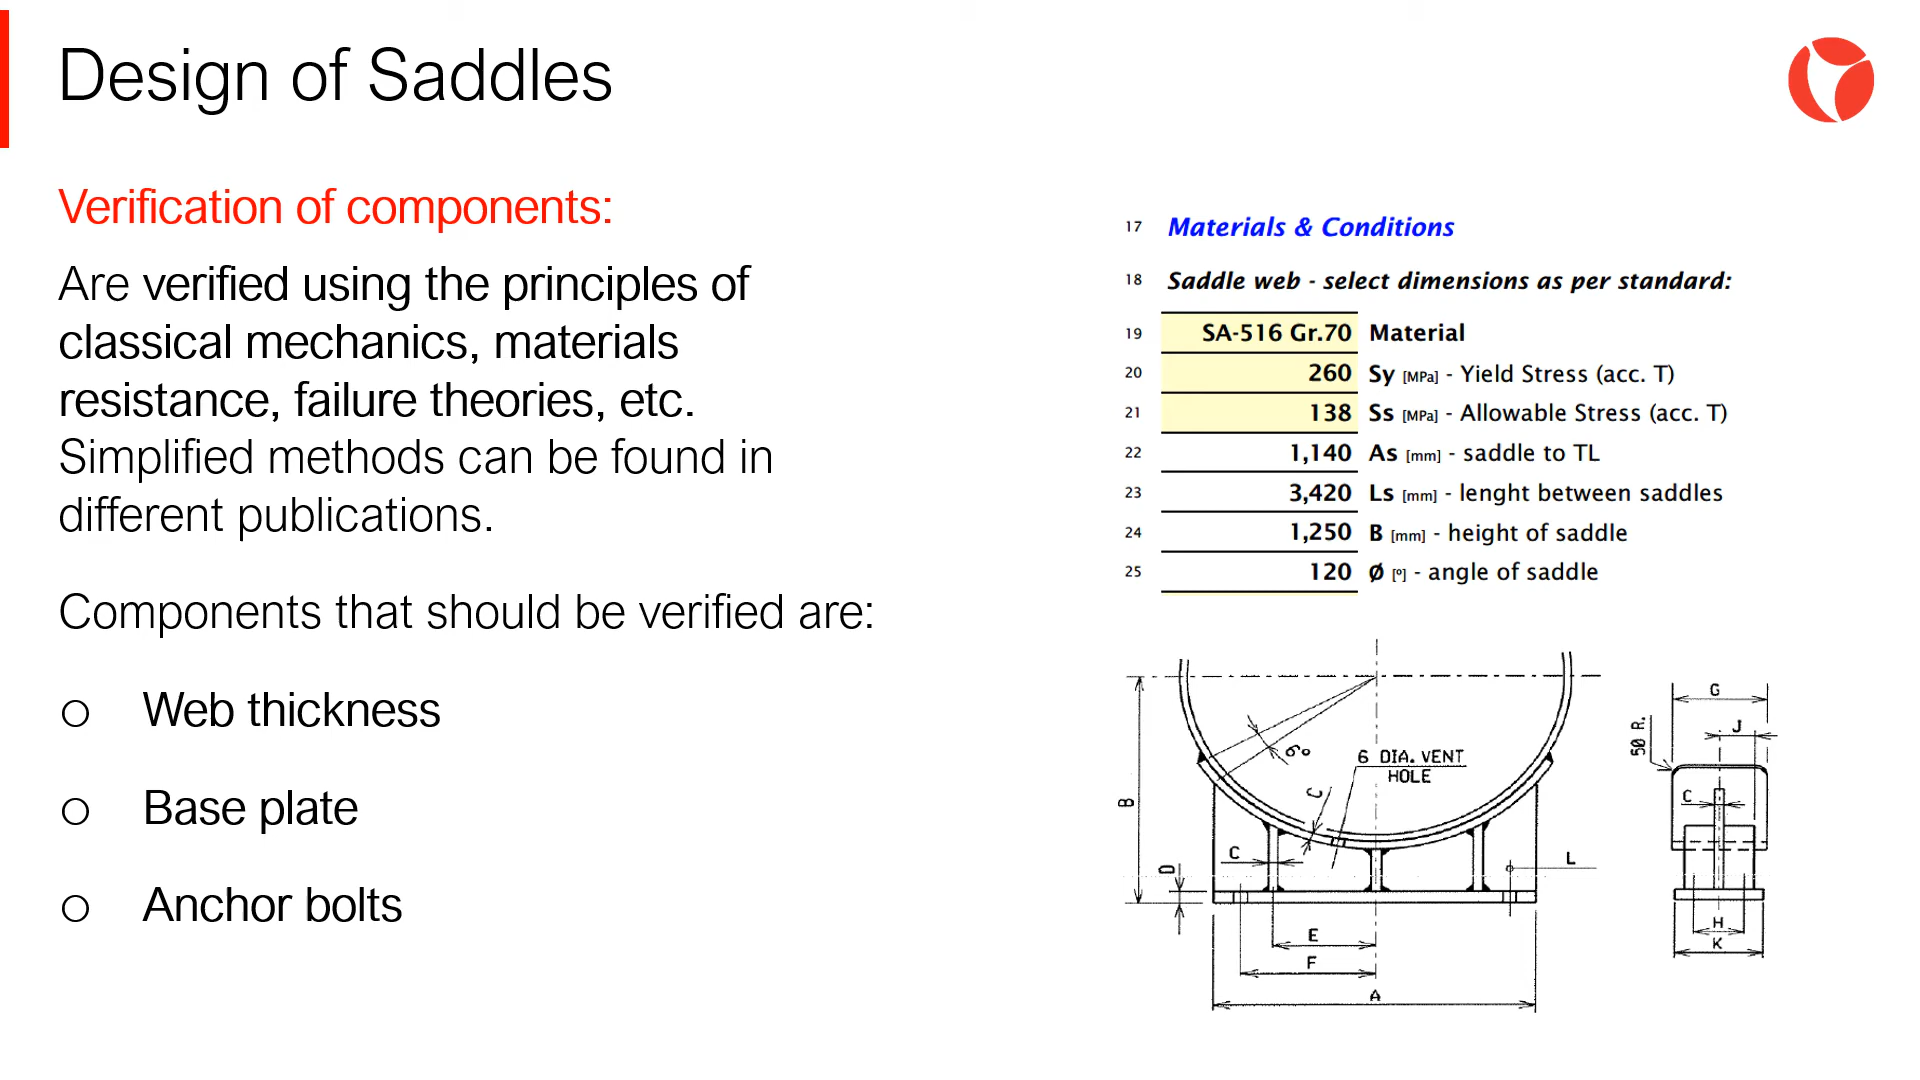 Design of Saddles
Verification of components:
Are verified using the principles of
classical mechanics, materials
resistance, failure theories, etc.
Simplified methods can be found in
different publications.
Components that should be verified are:
Web thickness
Base plate
Anchor bolts
17 Materials & Conditions
18 Saddle web - select dimensions as per standard:
19 SA-516 Gr.70 Material
20 260 Sy [MPa] - Yield Stress (acc. T)
21 138 Ss [MPa] - Allowable Stress (acc. T)
22 1,140 As [mm] - saddle to TL
23 3,420 Ls [mm] - lenght between saddles
24 1,250 B [mm] - height of saddle
25 120 Ø [º] - angle of saddle
6°
6 DIA. VENT
HOLE
C
B
C
D
L
E
F
A
G
J
50 R.
C
H
K